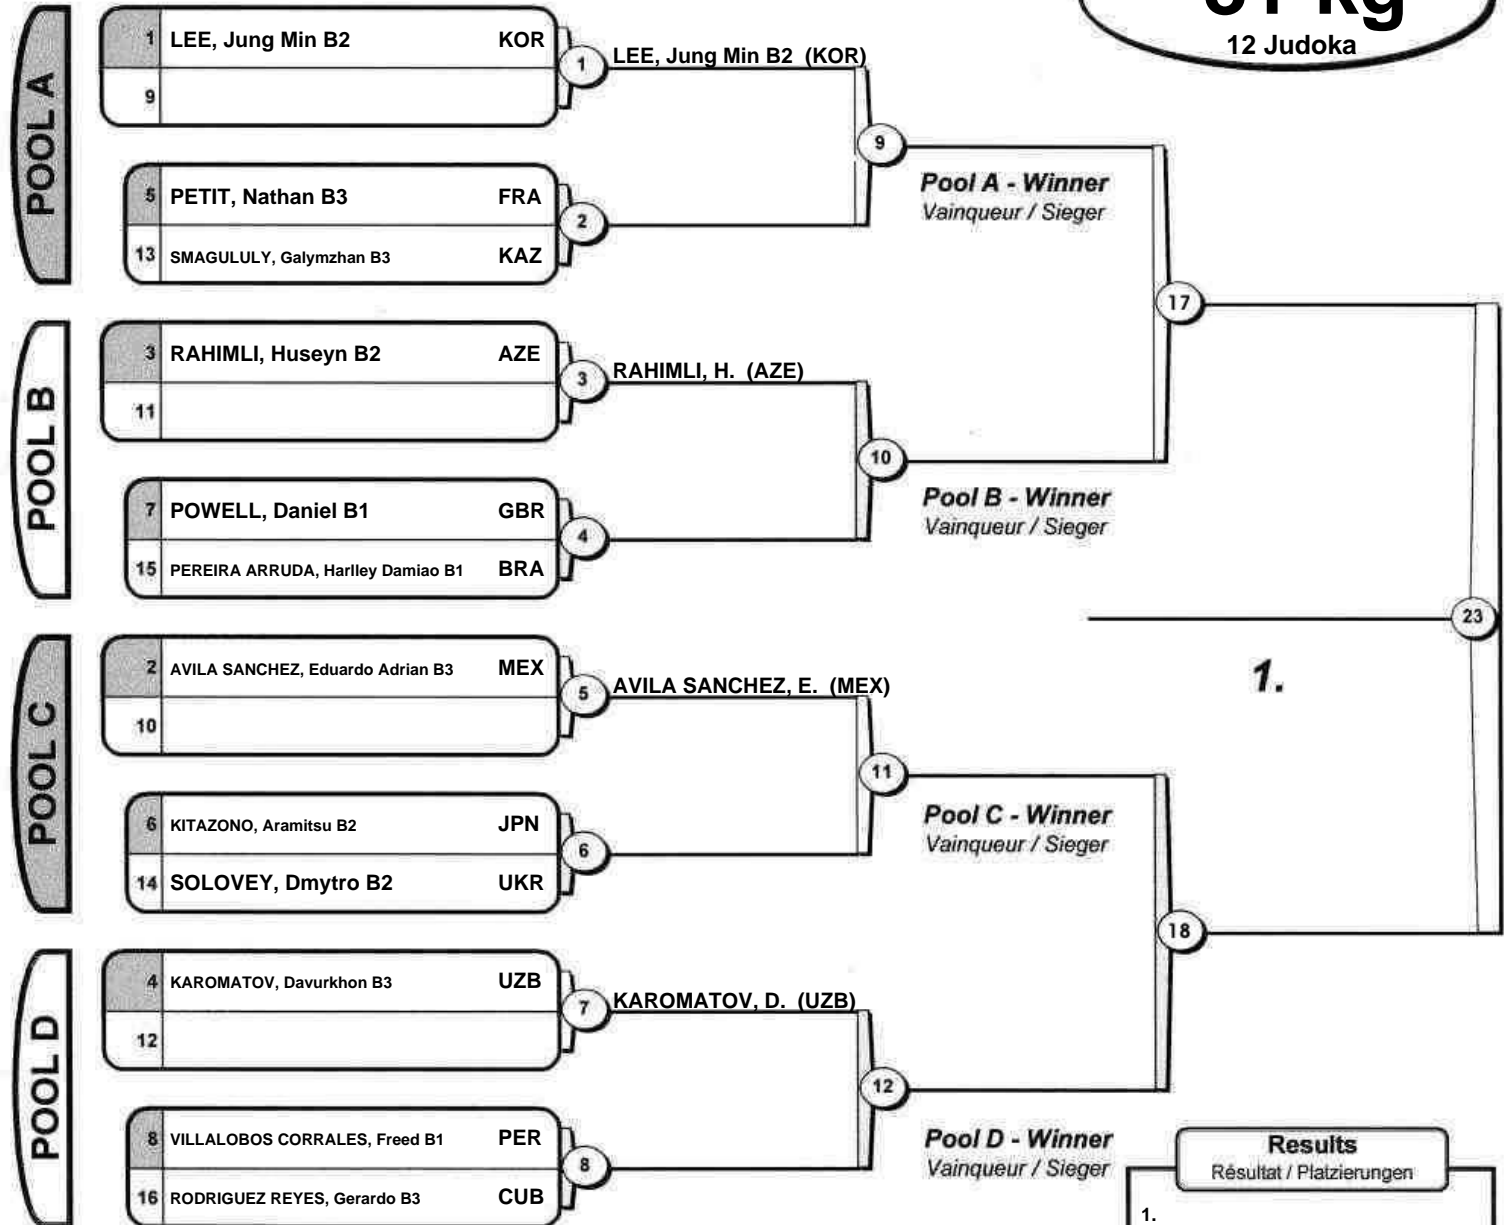 kg
12 Judoka
POOL A
1 LEE, Jung Min B2 KOR
9
1
LEE, Jung Min B2 (KOR)
5 PETIT, Nathan B3 FRA
13 SMAGULULY, Galymzhan B3 KAZ
2
9
Pool A - Winner
Vainqueur / Sieger
POOL B
3 RAHIMLI, Huseyn B2 AZE
11
3
RAHIMLI, H. (AZE)
7 POWELL, Daniel B1 GBR
15 PEREIRA ARRUDA, Harlley Damiao B1 BRA
4
10
Pool B - Winner
Vainqueur / Sieger
17
POOL C
2 AVILA SANCHEZ, Eduardo Adrian B3 MEX
10
5
AVILA SANCHEZ, E. (MEX)
6 KITAZONO, Aramitsu B2 JPN
14 SOLOVEY, Dmytro B2 UKR
6
11
Pool C - Winner
Vainqueur / Sieger
23
1.
POOL D
4 KAROMATOV, Davurkhon B3 UZB
12
7
KAROMATOV, D. (UZB)
8 VILLALOBOS CORRALES, Freed B1 PER
16 RODRIGUEZ REYES, Gerardo B3 CUB
8
12
Pool D - Winner
Vainqueur / Sieger
18
Results
Résultat / Platzierungen
1.